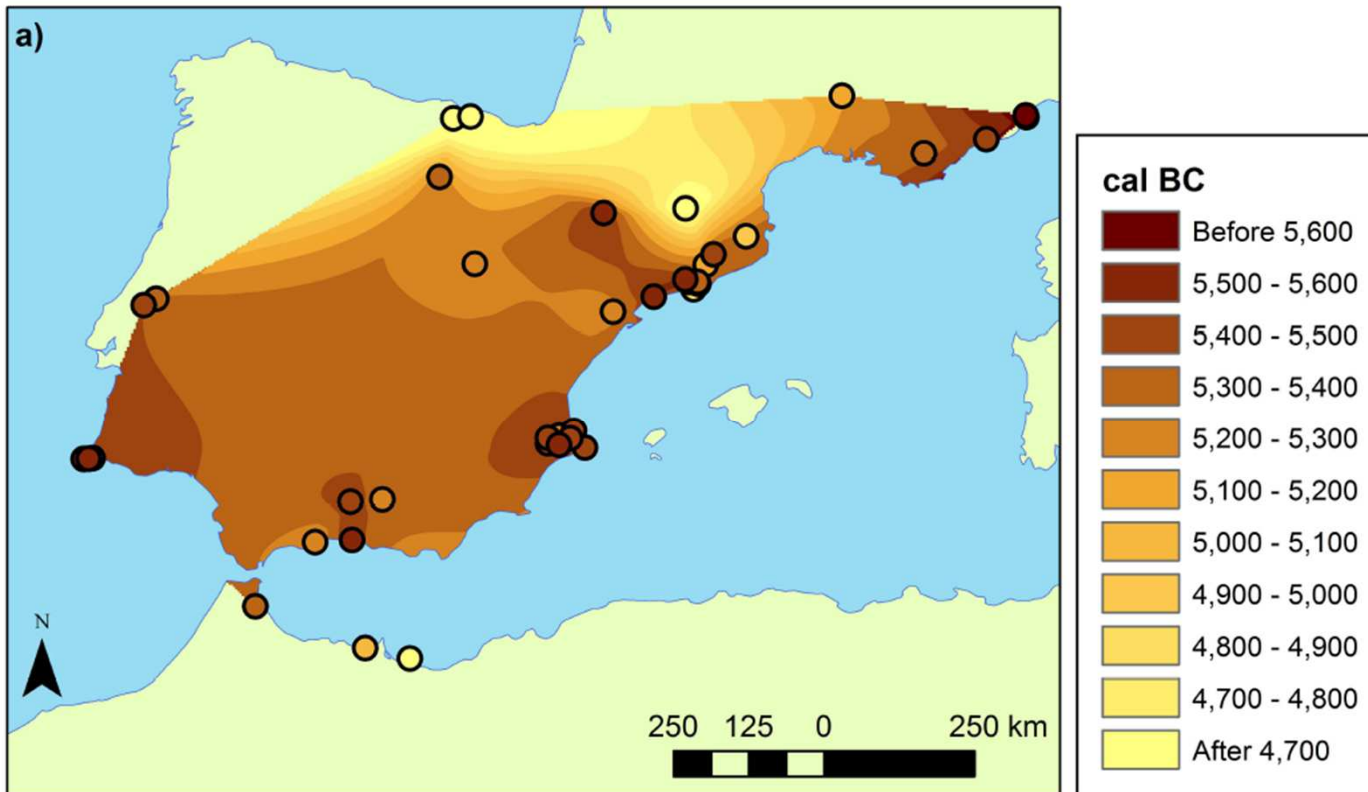 a)
N
250 125 0 250 km
cal BC
Before 5,600
5,500 - 5,600
5,400 - 5,500
5,300 - 5,400
5,200 - 5,300
5,100 - 5,200
5,000 - 5,100
4,900 - 5,000
4,800 - 4,900
4,700 - 4,800
After 4,700